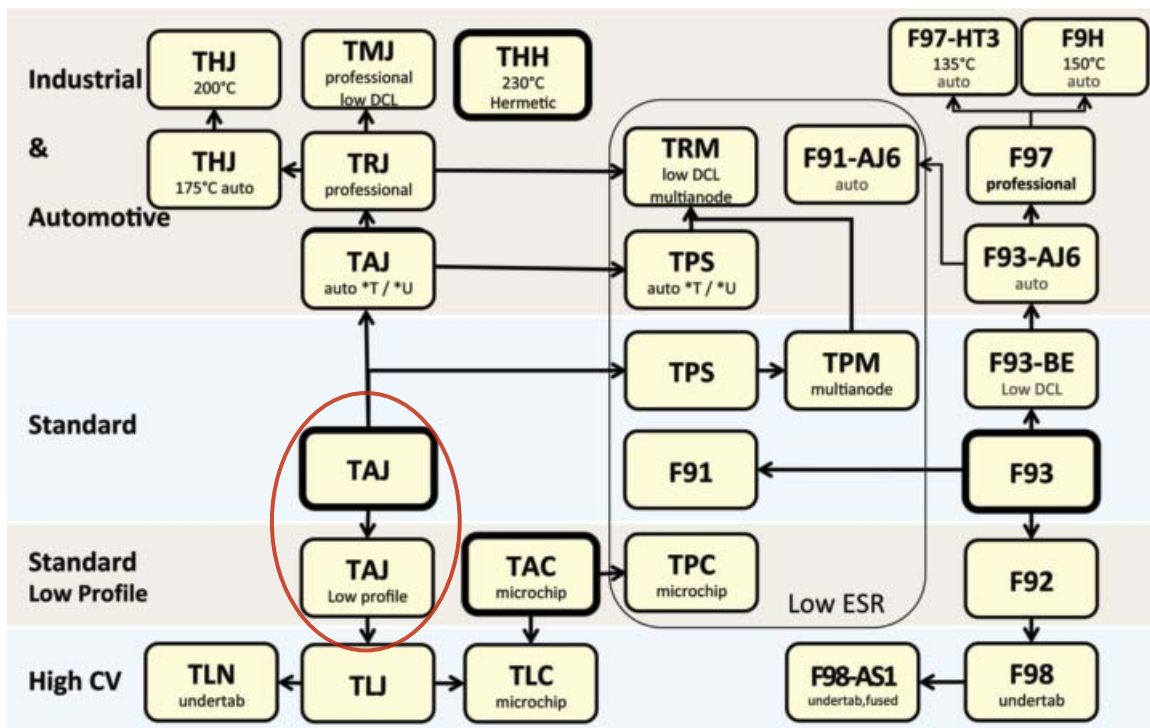 Industrial
&
Automotive
THJ
200°C
TMJ
professional
low DCL
THH
230°C
Hermetic
F97-HT3
135°C
auto
F9H
150°C
auto
THJ
175°C auto
TRJ
professional
TRM
low DCL
multianode
F91-AJ6
auto
F97
professional
TAJ
auto *T / *U
TPS
auto *T / *U
F93-AJ6
auto
Standard
TPS
TPM
multianode
F93-BE
Low DCL
TAJ
F91
F93
Standard
Low Profile
TAJ
Low profile
TAC
microchip
TPC
microchip
Low ESR
F92
High CV
TLN
undertab
TLJ
TLC
microchip
F98-AS1
undertab,fused
F98
undertab